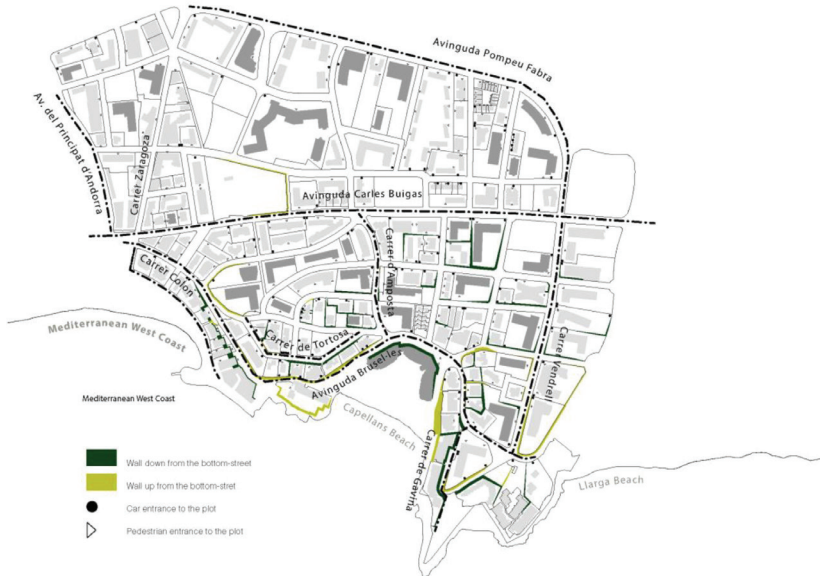 Avinguda Pompeu Fabra
Av. del Principat d'Andorra
Carrer Zaragoza
Avinguda Carles Buigas
Carrer d'Amposta
Carrer Colon
Mediterranean West Coast
Carrer de Tortosa
Avinguda Brusel·les
Carrer Vendrell
Mediterranean West Coast
Capellans Beach
Carrer de Gavina
Llarga Beach
Wall down from the bottom-street
Wall up from the bottom-stret
Car entrance to the plot
Pedestrian entrance to the plot